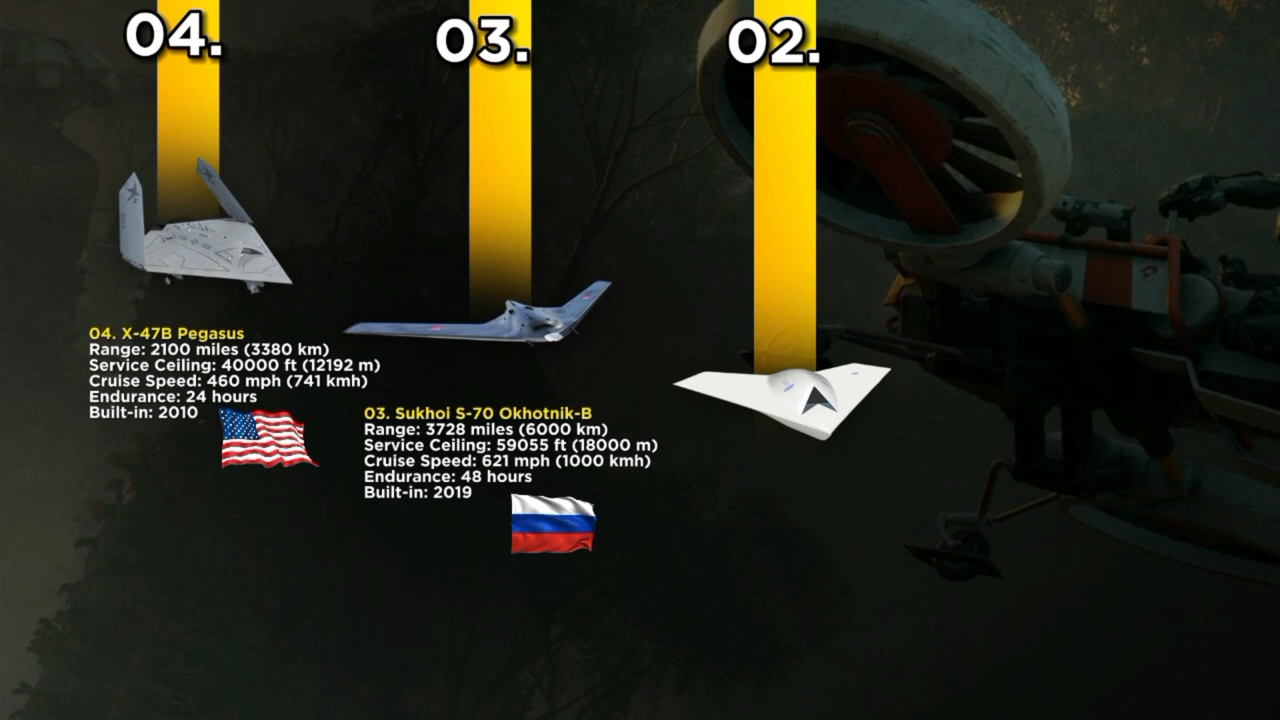 04.
03.
02.
04. X-47B Pegasus
Range: 2100 miles (3380 km)
Service Ceiling: 40000 ft (12192 m)
Cruise Speed: 460 mph (741 kmh)
Endurance: 24 hours
Built-in: 2010
03. Sukhoi S-70 Okhotnik-B
Range: 3728 miles (6000 km)
Service Ceiling: 59055 ft (18000 m)
Cruise Speed: 621 mph (1000 kmh)
Endurance: 48 hours
Built-in: 2019